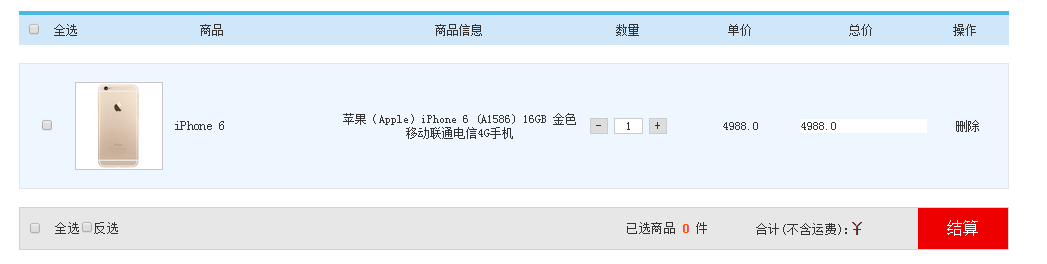 全选 商品 商品信息 数量 单价 总价 操作
iPhone 6 苹果（Apple）iPhone 6 (A1586) 16GB 金色 - 1 + 4988.0 4988.0 删除
移动联通电信4G手机
全选 反选 已选商品 0 件 合计(不含运费):¥ 结算